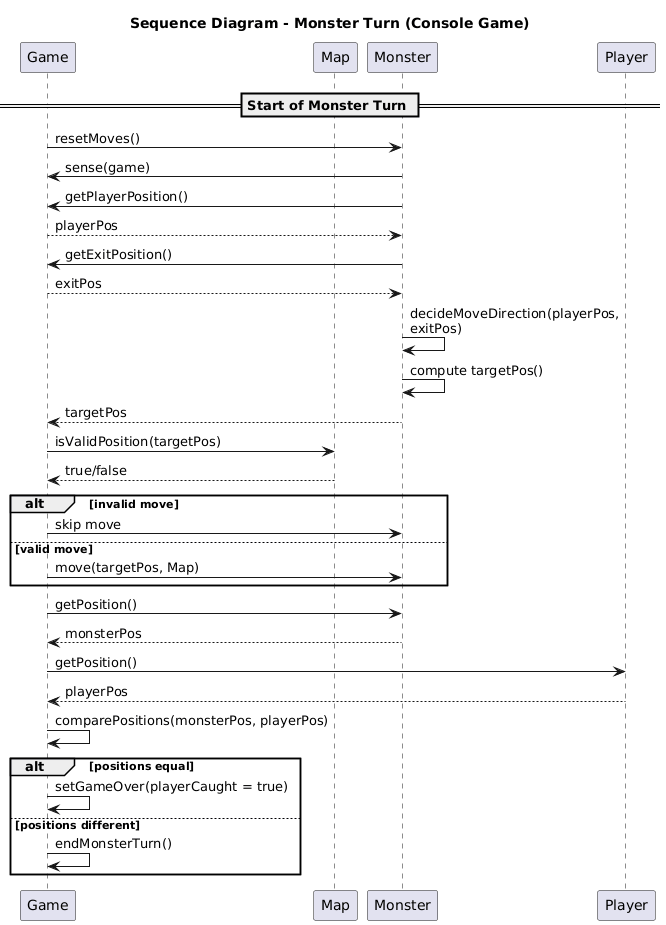 Sequence Diagram - Monster Turn (Console Game)
Game Map Monster Player
Start of Monster Turn
resetMoves()
sense(game)
getPlayerPosition()
playerPos
getExitPosition()
exitPos
decideMoveDirection(playerPos,
exitPos)
compute targetPos()
targetPos
isValidPosition(targetPos)
true/false
alt [invalid move]
skip move
[valid move]
move(targetPos, Map)
getPosition()
monsterPos
getPosition()
playerPos
comparePositions(monsterPos, playerPos)
alt [positions equal]
setGameOver(playerCaught = true)
[positions different]
endMonsterTurn()
Game Map Monster Player